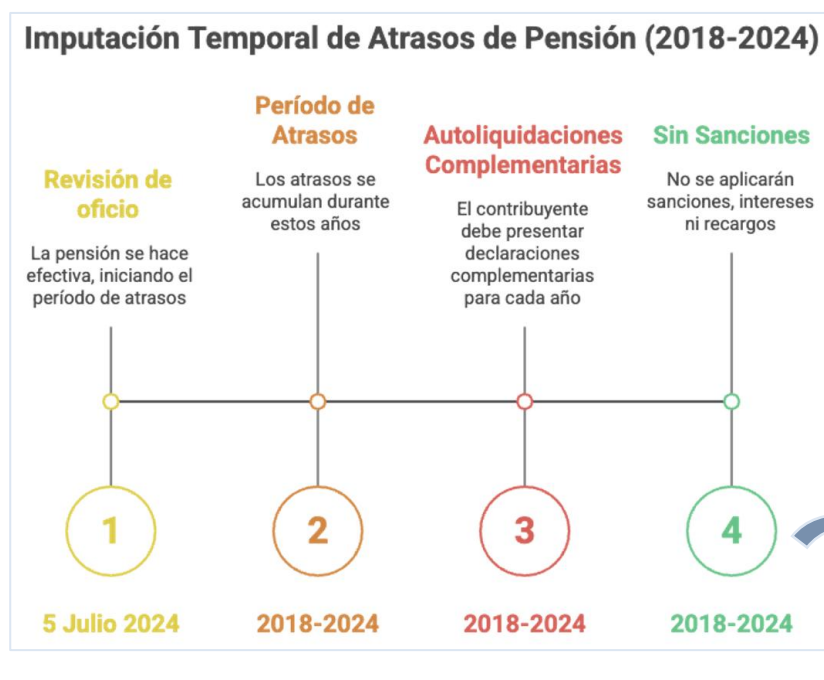 Imputación Temporal de Atrasos de Pensión (2018-2024)
Revisión de
oficio
La pensión se hace
efectiva, iniciando el
período de atrasos
1
5 Julio 2024
Período de
Atrasos
Los atrasos se
acumulan durante
estos años
2
2018-2024
Autoliquidaciones
Complementarias
El contribuyente
debe presentar
declaraciones
complementarias
para cada año
3
2018-2024
Sin Sanciones
No se aplicarán
sanciones, intereses
ni recargos
4
2018-2024